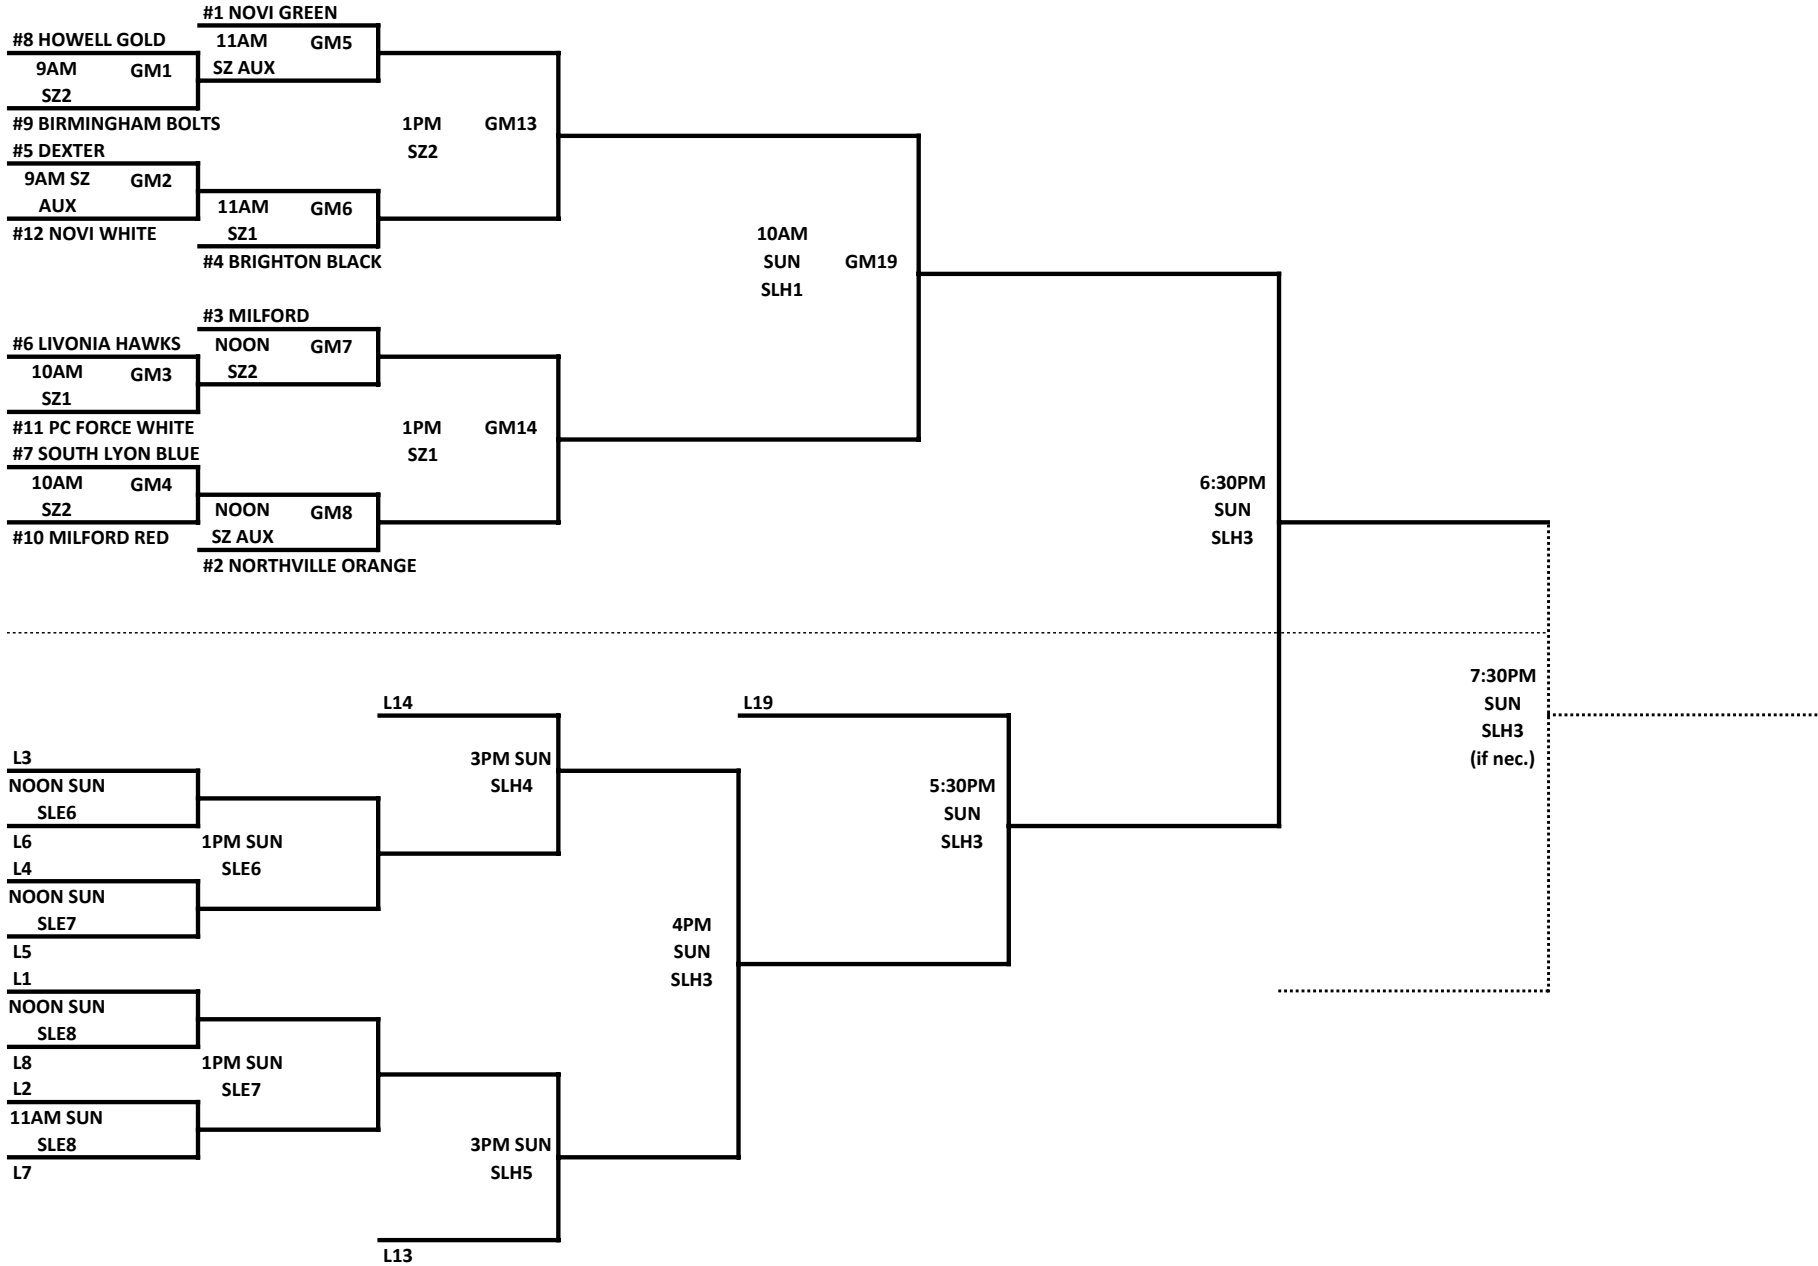 #1 NOVI GREEN
#8 HOWELL GOLD
11AM GM5
SZ AUX
9AM GM1
SZ2
#9 BIRMINGHAM BOLTS
1PM GM13
SZ2
#5 DEXTER
9AM SZ GM2
AUX
11AM GM6
SZ1
#12 NOVI WHITE
#4 BRIGHTON BLACK
10AM
SUN GM19
SLH1
#3 MILFORD
#6 LIVONIA HAWKS
NOON GM7
SZ2
10AM GM3
SZ1
#11 PC FORCE WHITE
1PM GM14
SZ1
#7 SOUTH LYON BLUE
10AM GM4
SZ2
NOON GM8
SZ AUX
#10 MILFORD RED
#2 NORTHVILLE ORANGE
6:30PM
SUN
SLH3
7:30PM
SUN
SLH3
(if nec.)
L14
L19
L3
NOON SUN
SLE6
3PM SUN
SLH4
5:30PM
SUN
SLH3
L6
1PM SUN
SLE6
L4
NOON SUN
SLE7
L5
4PM
SUN
SLH3
L1
NOON SUN
SLE8
L8
1PM SUN
SLE7
L2
11AM SUN
SLE8
L7
3PM SUN
SLH5
L13